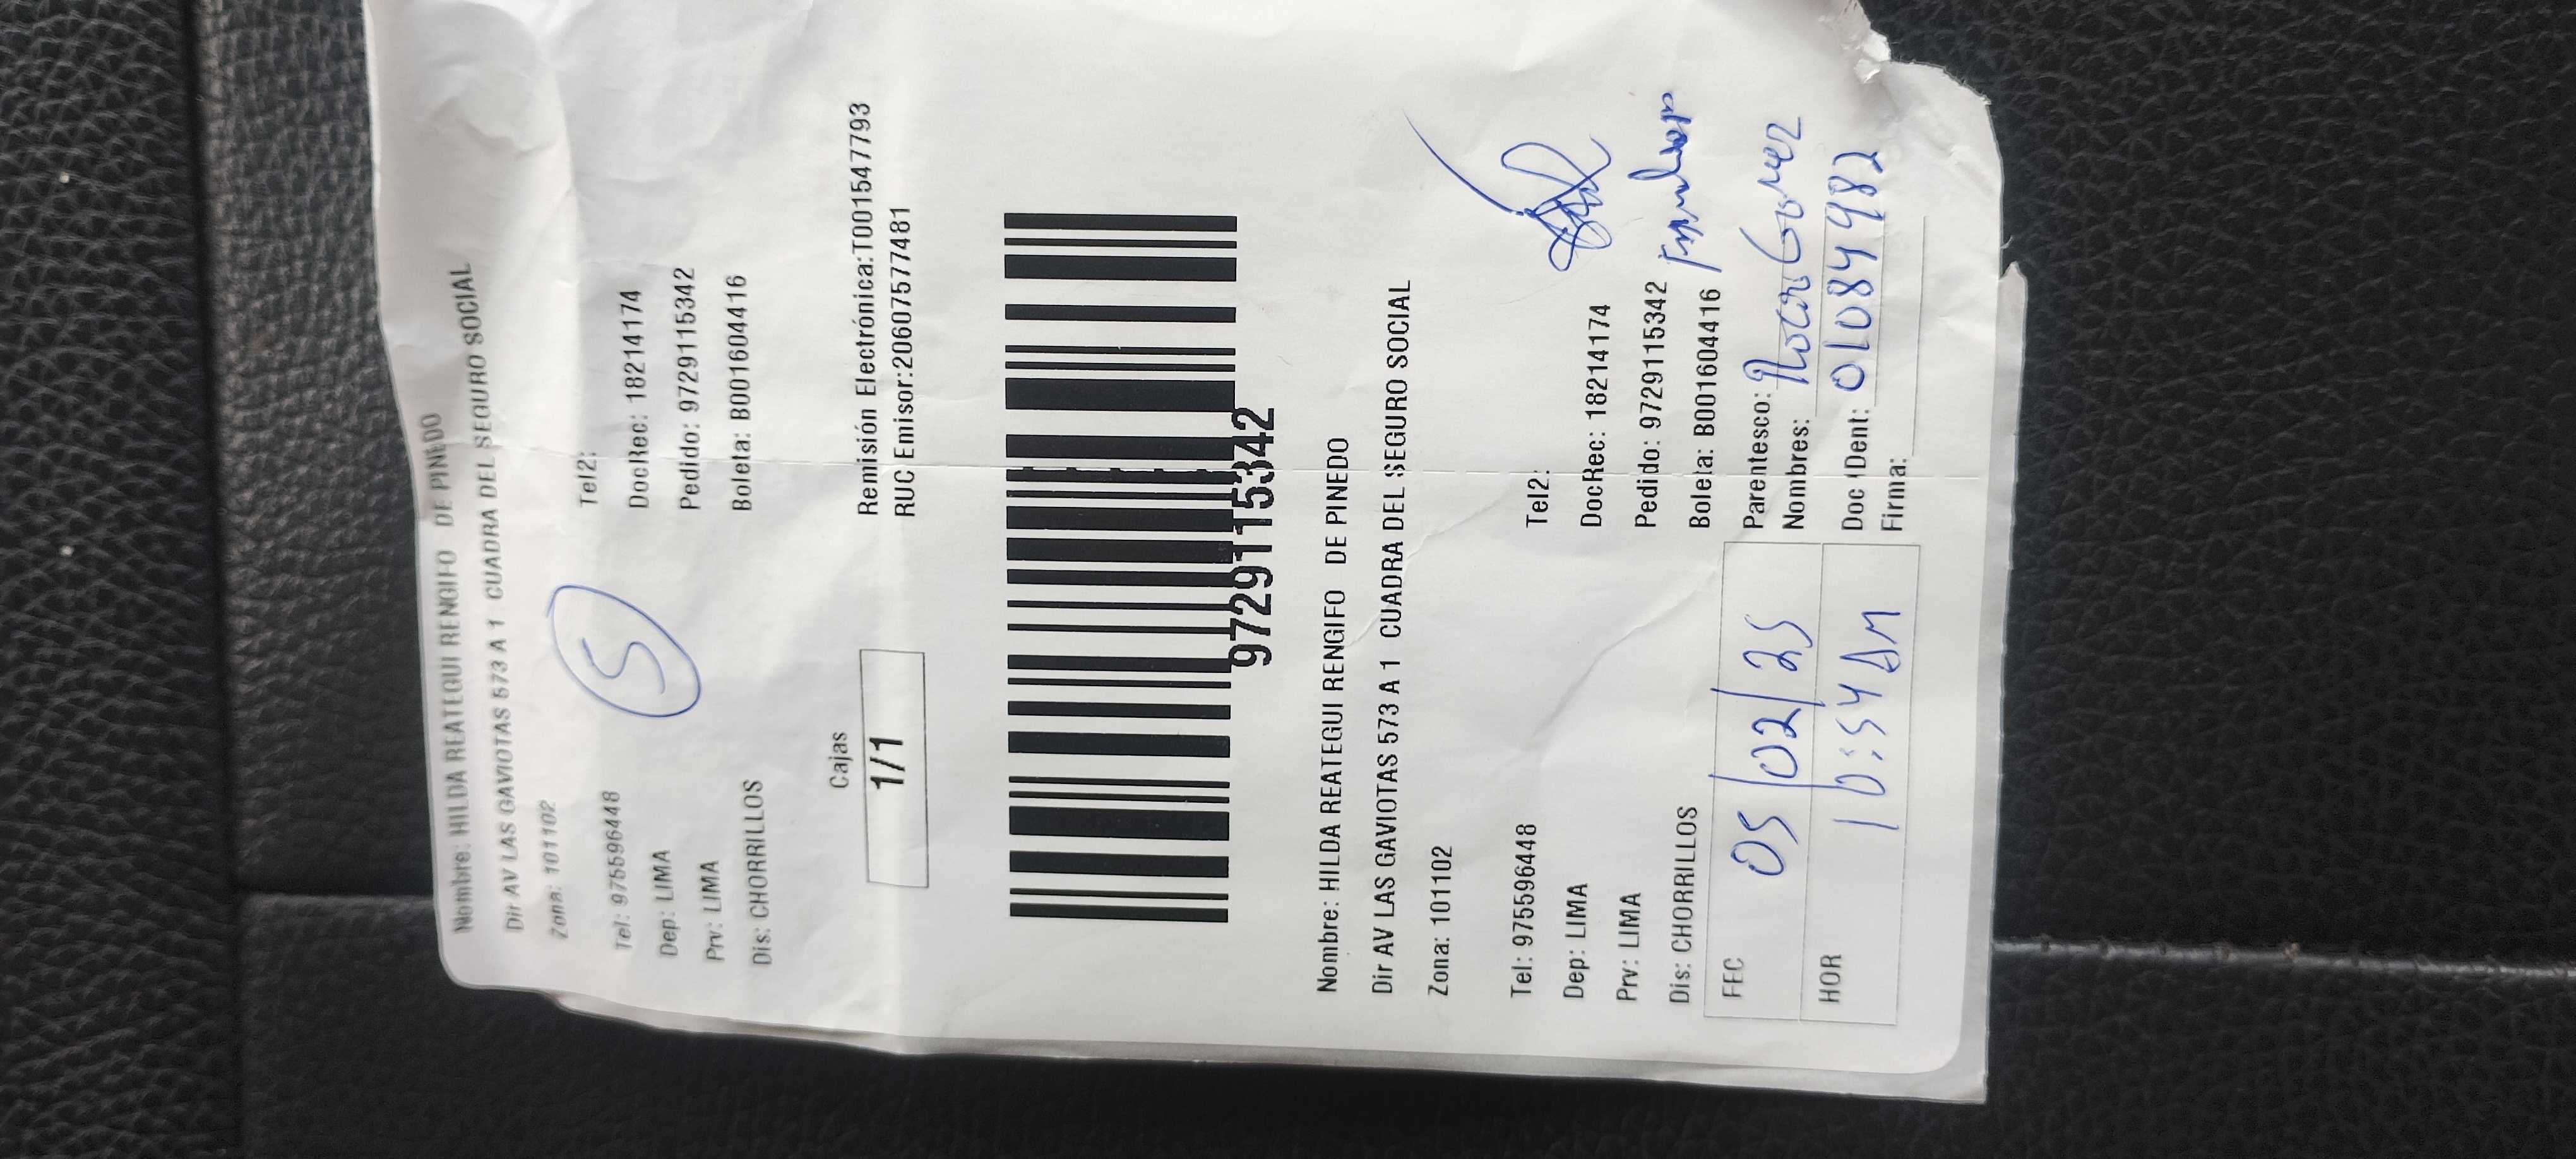 Nombre: HILDA REATEGUI RENGIFO DE PINEDO
Dir AV LAS GAVIOTAS 573 A 1 CUADRA DEL SEGURO SOCIAL
Zona: 101102
Tel: 975596448 Tel2:
Dep: LIMA DocRec: 18214174
Prv: LIMA Pedido: 9729115342
Dis: CHORRILLOS Boleta: B001604416
5
Cajas
1/1
Remisión Electrónica:T001547793
RUC Emisor:20607577481
9729115342
Nombre: HILDA REATEGUI RENGIFO DE PINEDO
Dir AV LAS GAVIOTAS 573 A 1 CUADRA DEL SEGURO SOCIAL
Zona: 101102
Tel: 975596448 Tel2:
Dep: LIMA DocRec: 18214174
Prv: LIMA Pedido: 9729115342
Dis: CHORRILLOS Boleta: B001604416
FEC 05/02/25 Parentesco:
Nombres:
HOR 10:54 AM Doc IDent: 01084982
Firma: